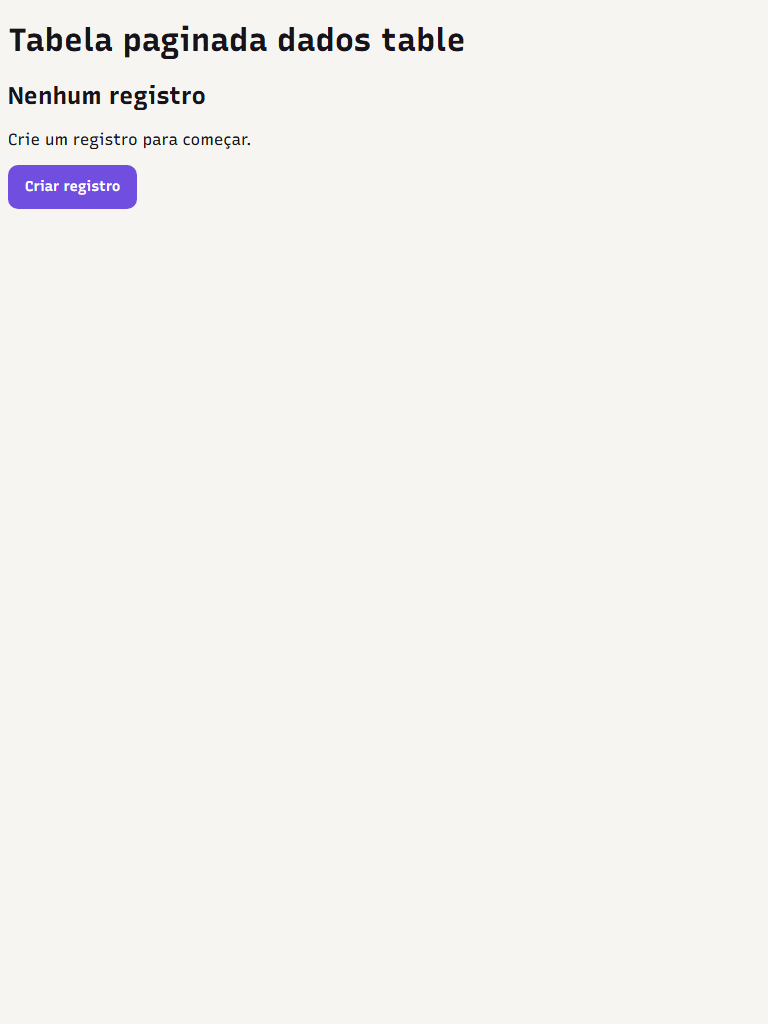 Tabela paginada dados table
Nenhum registro
Crie um registro para começar.
Criar registro